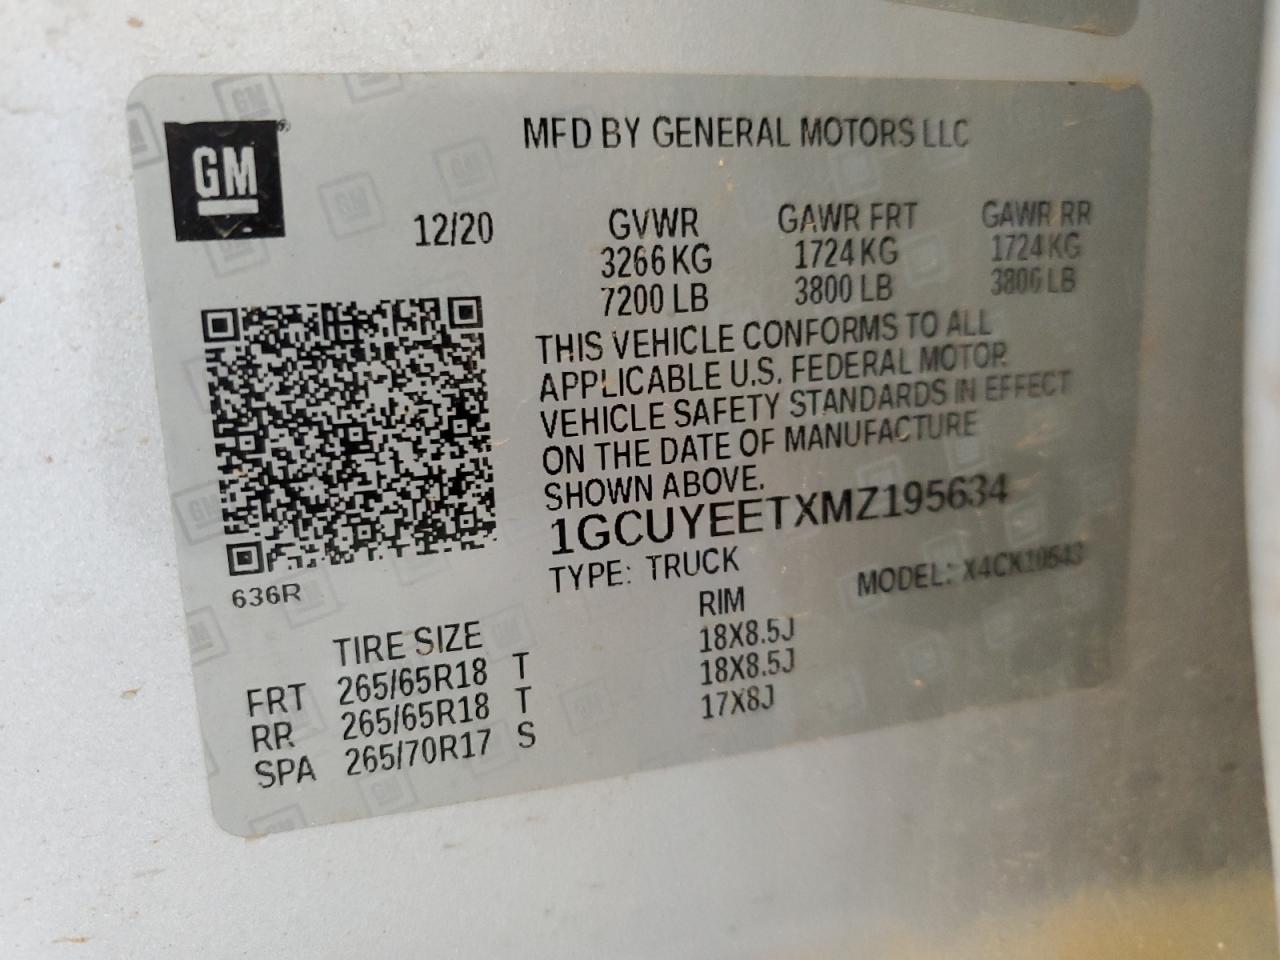 GM
MFD BY GENERAL MOTORS LLC
12/20 GVWR GAWR FRT GAWR RR
3266 KG 1724 KG 1724 KG
7200 LB 3800 LB 3800 LB
THIS VEHICLE CONFORMS TO ALL
APPLICABLE U.S. FEDERAL MOTOR
VEHICLE SAFETY STANDARDS IN EFFECT
ON THE DATE OF MANUFACTURE
SHOWN ABOVE.
1GCUYEETXMZ195634
TYPE: TRUCK MODEL: X4CK10543
636R
TIRE SIZE RIM
FRT 265/65R18 T 18X8.5J
RR 265/65R18 T 18X8.5J
SPA 265/70R17 S 17X8J